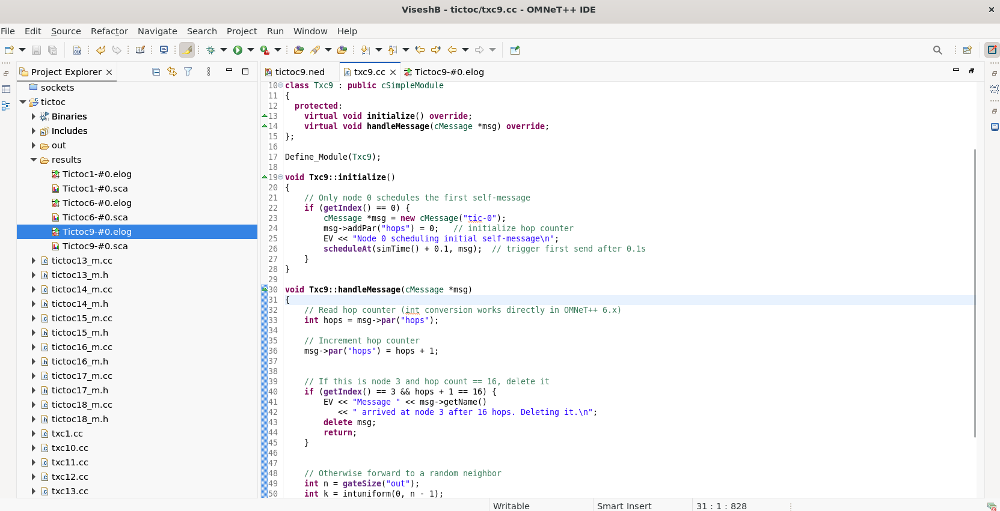 ViseshB - tictoc/txc9.cc - OMNeT++ IDE
File Edit Source Refactor Navigate Search Project Run Window Help
Project Explorer
sockets
tictoc
Binaries
Includes
out
results
Tictoc1-#0.elog
Tictoc1-#0.sca
Tictoc6-#0.elog
Tictoc6-#0.sca
Tictoc9-#0.elog
Tictoc9-#0.sca
tictoc13_m.cc
tictoc13_m.h
tictoc14_m.cc
tictoc14_m.h
tictoc15_m.cc
tictoc15_m.h
tictoc16_m.cc
tictoc16_m.h
tictoc17_m.cc
tictoc17_m.h
tictoc18_m.cc
tictoc18_m.h
txc1.cc
txc10.cc
txc11.cc
txc12.cc
txc13.cc
tictoc9.ned txc9.cc Tictoc9-#0.elog
10 class Txc9 : public cSimpleModule
11 {
12   protected:
13     virtual void initialize() override;
14     virtual void handleMessage(cMessage *msg) override;
15 };
16
17 Define_Module(Txc9);
18
19 void Txc9::initialize()
20 {
21     // Only node 0 schedules the first self-message
22     if (getIndex() == 0) {
23         cMessage *msg = new cMessage("tic-0");
24         msg->addPar("hops") = 0;   // initialize hop counter
25         EV << "Node 0 scheduling initial self-message\n";
26         scheduleAt(simTime() + 0.1, msg);  // trigger first send after 0.1s
27     }
28 }
29
30 void Txc9::handleMessage(cMessage *msg)
31 {
32     // Read hop counter (int conversion works directly in OMNeT++ 6.x)
33     int hops = msg->par("hops");
34
35     // Increment hop counter
36     msg->par("hops") = hops + 1;
37
38
39     // If this is node 3 and hop count == 16, delete it
40     if (getIndex() == 3 && hops + 1 == 16) {
41         EV << "Message " << msg->getName()
42            << " arrived at node 3 after 16 hops. Deleting it.\n";
43         delete msg;
44         return;
45     }
46
47
48     // Otherwise forward to a random neighbor
49     int n = gateSize("out");
50     int k = intuniform(0, n - 1);
Writable Smart Insert 31 : 1 : 828